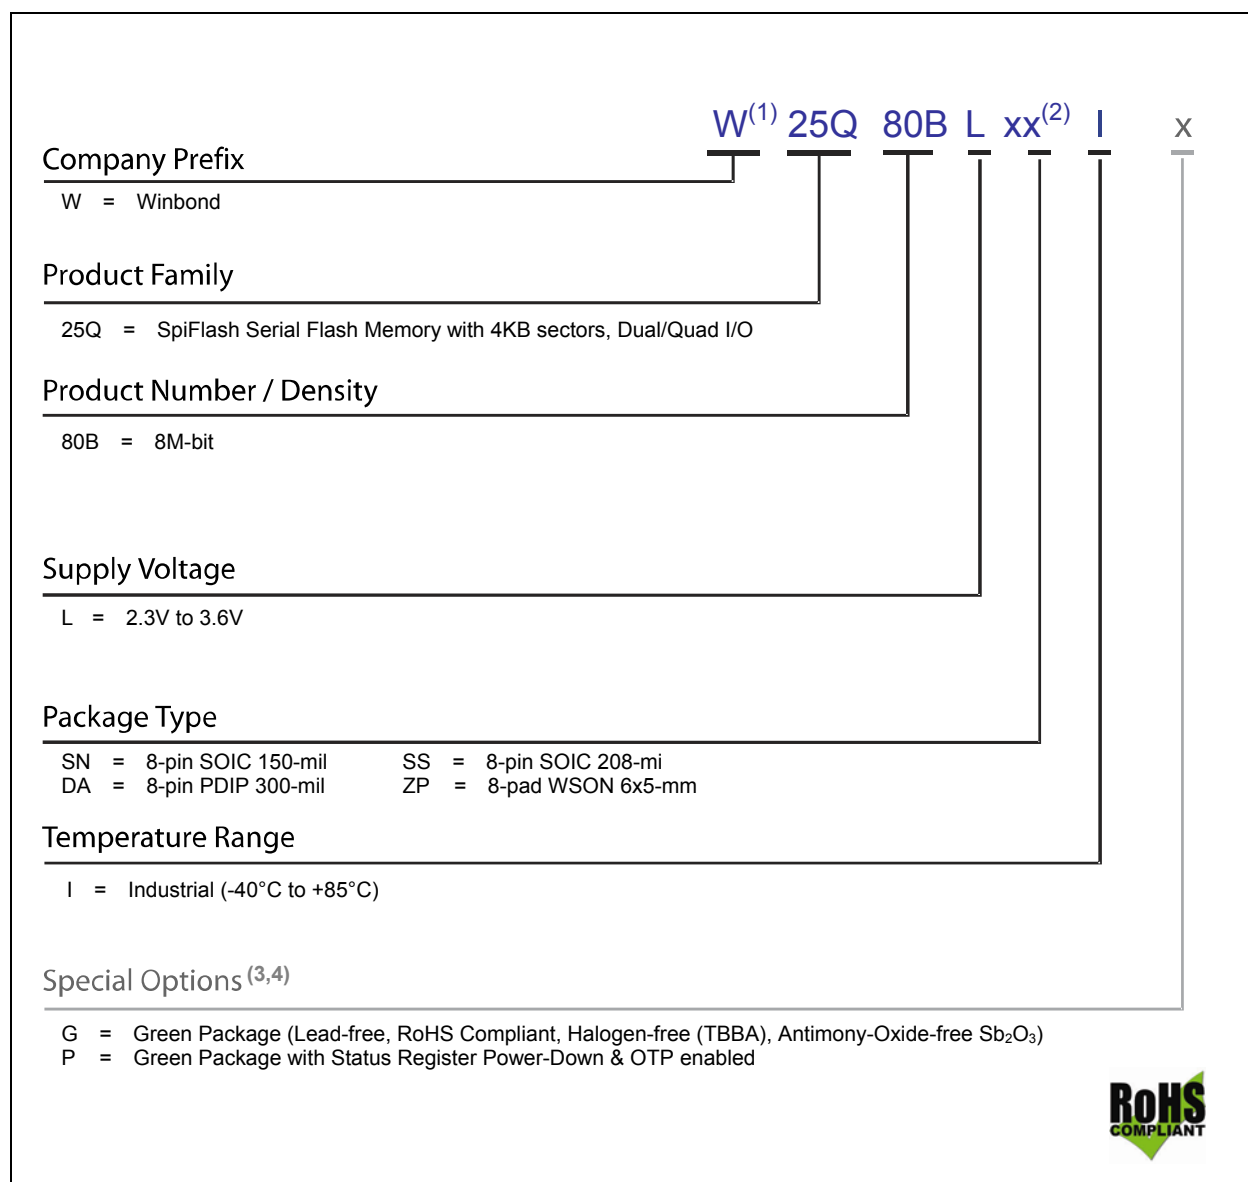 W(1) 25Q 80B L xx(2) I x
Company Prefix
W = Winbond
Product Family
25Q = SpiFlash Serial Flash Memory with 4KB sectors, Dual/Quad I/O
Product Number / Density
80B = 8M-bit
Supply Voltage
L = 2.3V to 3.6V
Package Type
SN = 8-pin SOIC 150-mil SS = 8-pin SOIC 208-mi
DA = 8-pin PDIP 300-mil ZP = 8-pad WSON 6x5-mm
Temperature Range
I = Industrial (-40°C to +85°C)
Special Options (3,4)
G = Green Package (Lead-free, RoHS Compliant, Halogen-free (TBBA), Antimony-Oxide-free Sb₂O₃)
P = Green Package with Status Register Power-Down & OTP enabled
RoHS
COMPLIANT